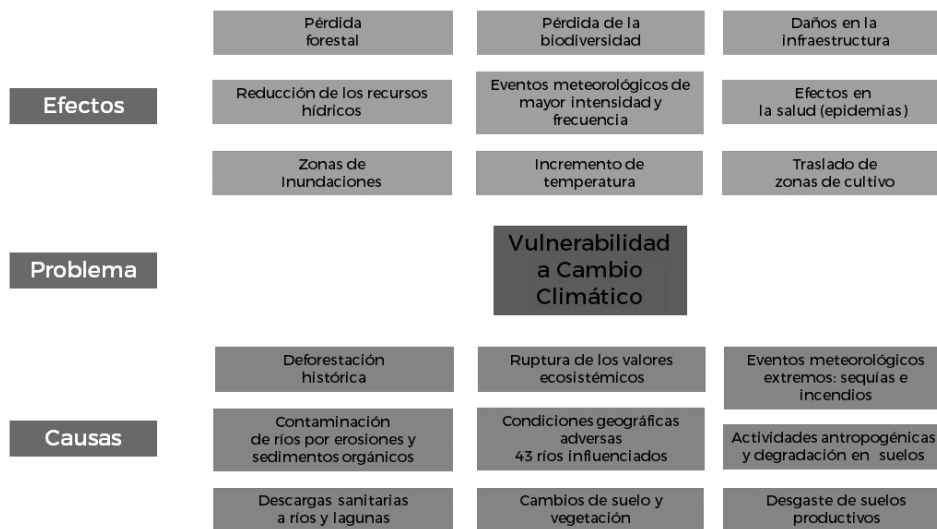 Pérdida
forestal
Pérdida de la
biodiversidad
Daños en la
infraestructura
Efectos
Reducción de los recursos
hídricos
Eventos meteorológicos de
mayor intensidad y
frecuencia
Efectos en
la salud (epidemias)
Zonas de
Inundaciones
Incremento de
temperatura
Traslado de
zonas de cultivo
Problema
Vulnerabilidad
a Cambio
Climático
Deforestación
histórica
Ruptura de los valores
ecosistémicos
Eventos meteorológicos
extremos: sequías e
incendios
Causas
Contaminación
de ríos por erosiones y
sedimentos orgánicos
Condiciones geográficas
adversas
43 ríos influenciados
Actividades antropogénicas
y degradación en suelos
Descargas sanitarias
a ríos y lagunas
Cambios de suelo y
vegetación
Desgaste de suelos
productivos